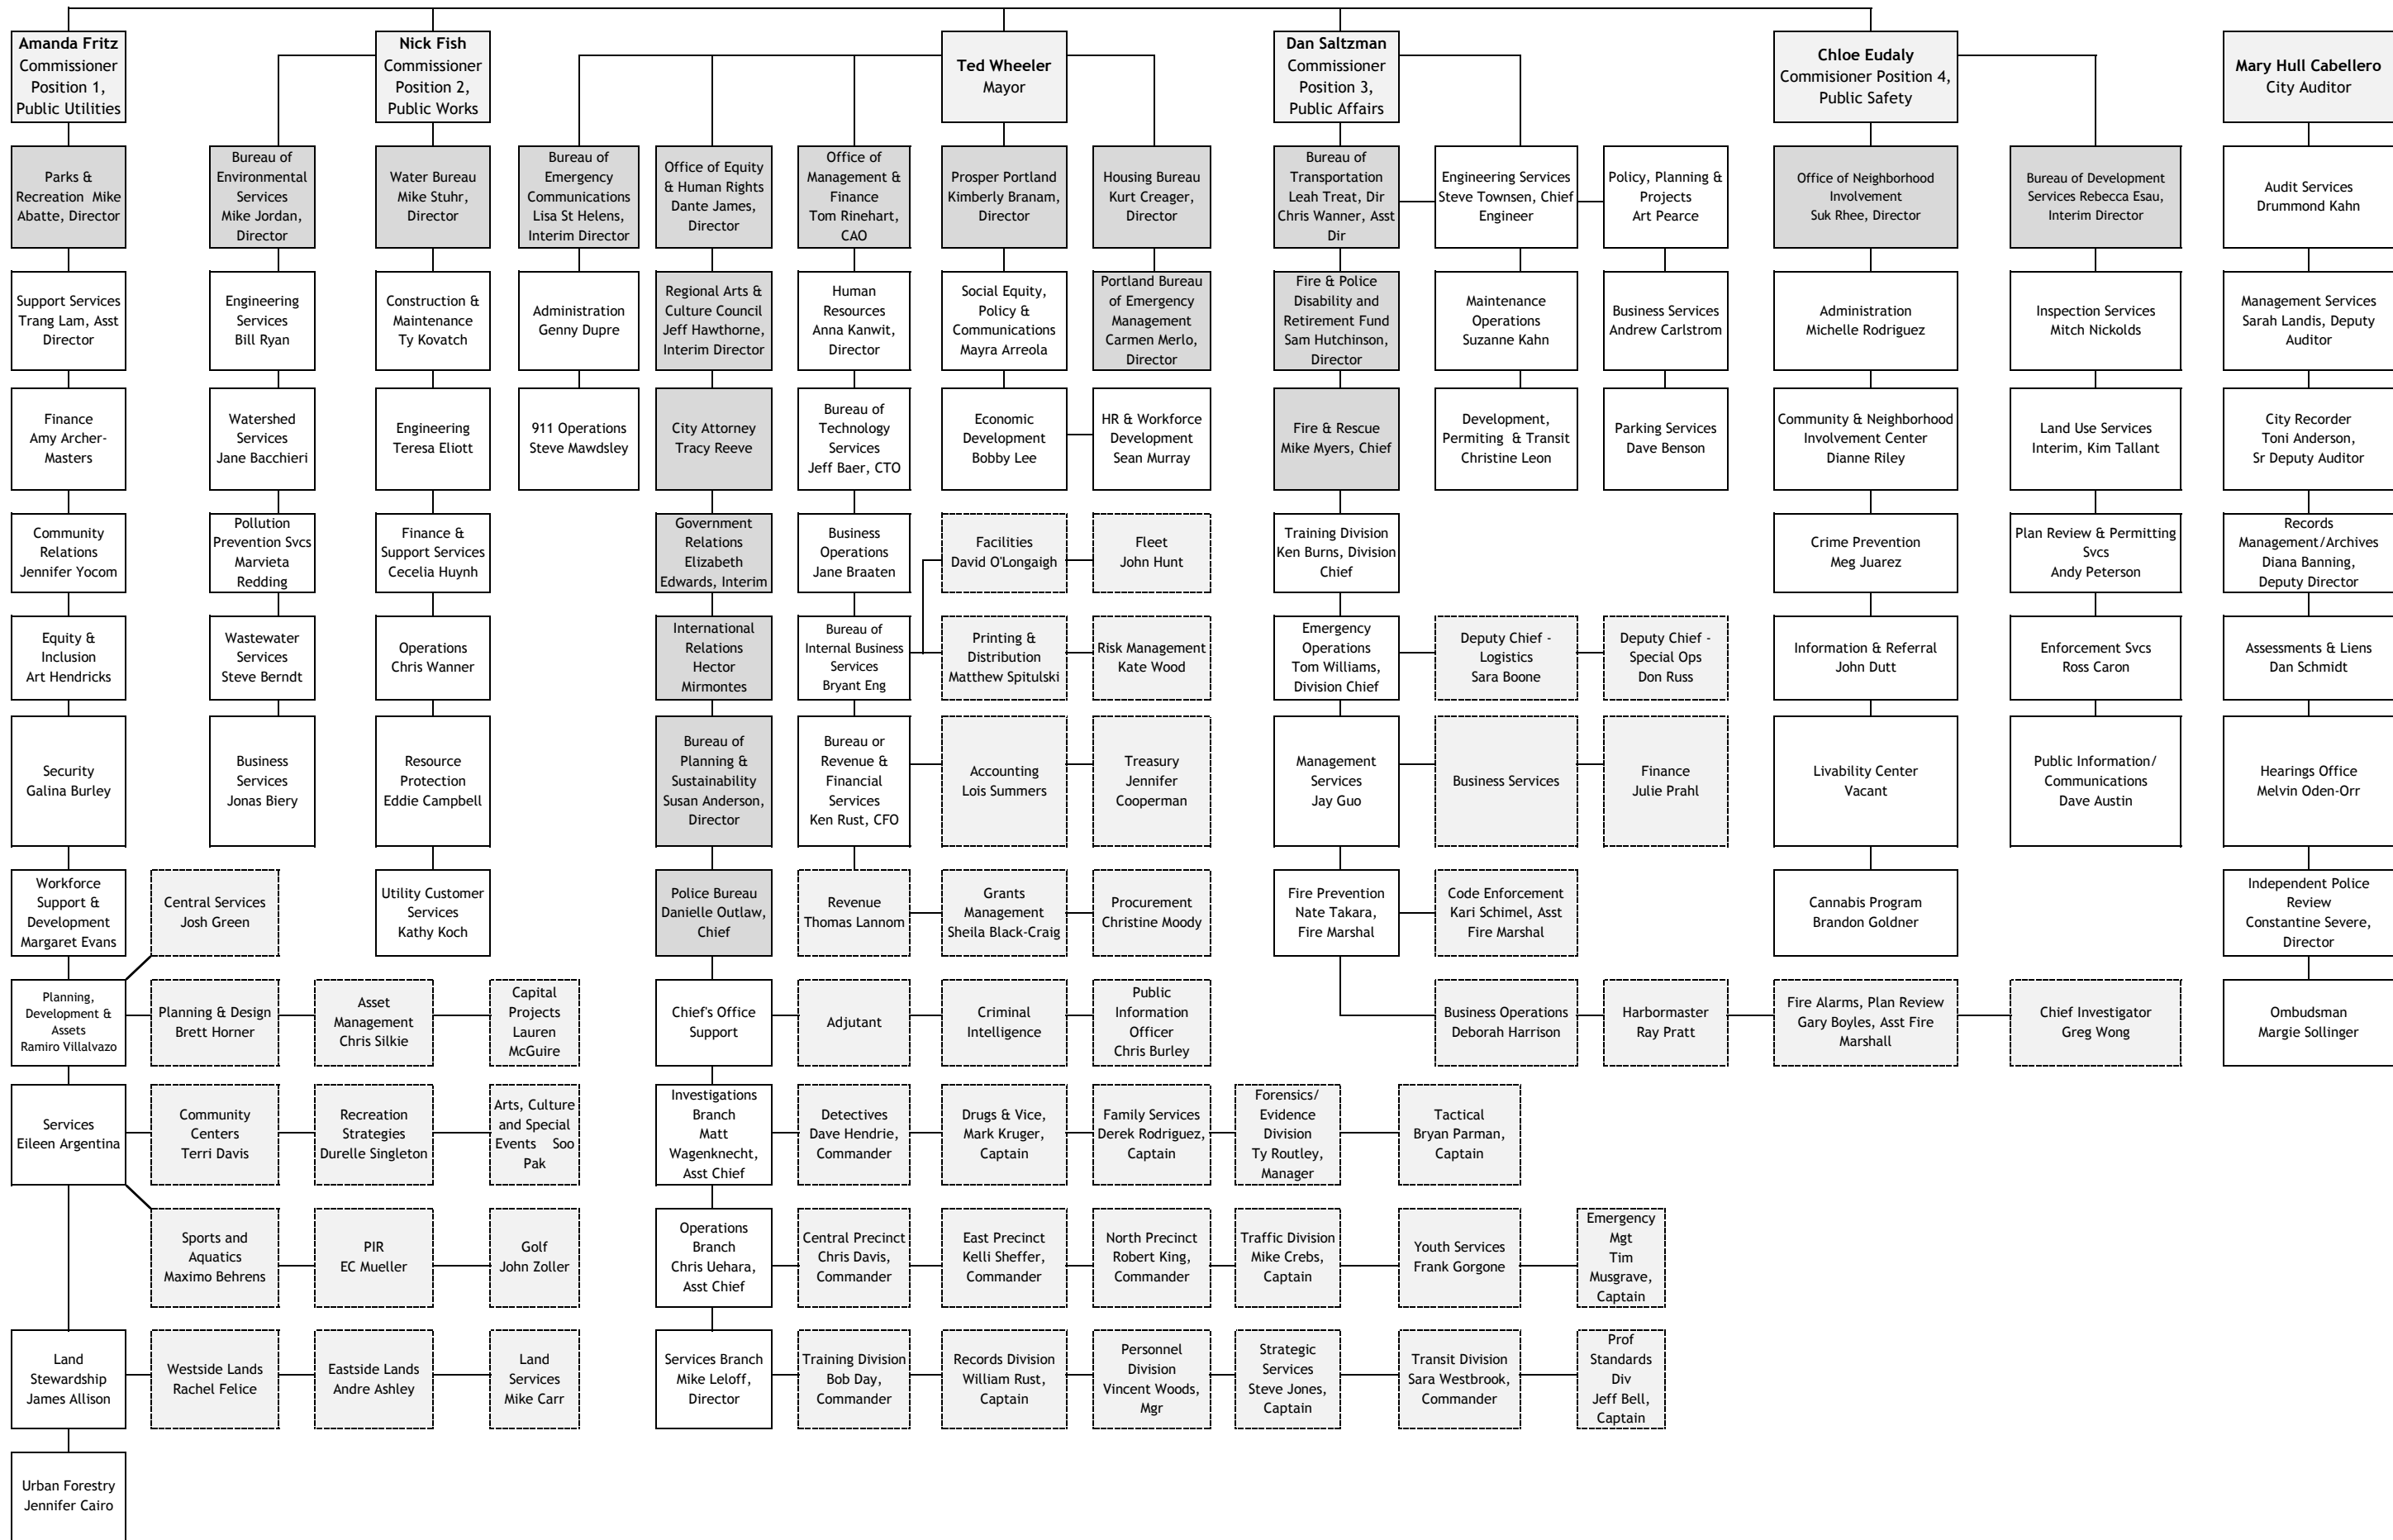 Amanda Fritz
Commissioner
Position 1,
Public Utilities
Nick Fish
Commissioner
Position 2,
Public Works
Ted Wheeler
Mayor
Dan Saltzman
Commissioner
Position 3,
Public Affairs
Chloe Eudaly
Commisioner Position 4,
Public Safety
Mary Hull Cabellero
City Auditor
Parks &
Recreation Mike
Abatte, Director
Bureau of
Environmental
Services
Mike Jordan,
Director
Water Bureau
Mike Stuhr,
Director
Bureau of
Emergency
Communications
Lisa St Helens,
Interim Director
Office of Equity
& Human Rights
Dante James,
Director
Office of
Management &
Finance
Tom Rinehart,
CAO
Prosper Portland
Kimberly Branam,
Director
Housing Bureau
Kurt Creager,
Director
Bureau of
Transportation
Leah Treat, Dir
Chris Wanner, Asst
Dir
Engineering Services
Steve Townsen, Chief
Engineer
Policy, Planning &
Projects
Art Pearce
Office of Neighborhood
Involvement
Suk Rhee, Director
Bureau of Development
Services Rebecca Esau,
Interim Director
Audit Services
Drummond Kahn
Support Services
Trang Lam, Asst
Director
Engineering
Services
Bill Ryan
Construction &
Maintenance
Ty Kovatch
Administration
Genny Dupre
Regional Arts &
Culture Council
Jeff Hawthorne,
Interim Director
Human
Resources
Anna Kanwit,
Director
Social Equity,
Policy &
Communications
Mayra Arreola
Portland Bureau
of Emergency
Management
Carmen Merlo,
Director
Fire & Police
Disability and
Retirement Fund
Sam Hutchinson,
Director
Maintenance
Operations
Suzanne Kahn
Business Services
Andrew Carlstrom
Administration
Michelle Rodriguez
Inspection Services
Mitch Nickolds
Management Services
Sarah Landis, Deputy
Auditor
Finance
Amy Archer-
Masters
Watershed
Services
Jane Bacchieri
Engineering
Teresa Eliott
911 Operations
Steve Mawdsley
City Attorney
Tracy Reeve
Bureau of
Technology
Services
Jeff Baer, CTO
Economic
Development
Bobby Lee
HR & Workforce
Development
Sean Murray
Fire & Rescue
Mike Myers, Chief
Development,
Permiting & Transit
Christine Leon
Parking Services
Dave Benson
Community & Neighborhood
Involvement Center
Dianne Riley
Land Use Services
Interim, Kim Tallant
City Recorder
Toni Anderson,
Sr Deputy Auditor
Community
Relations
Jennifer Yocom
Pollution
Prevention Svcs
Marvieta
Redding
Finance &
Support Services
Cecelia Huynh
Government
Relations
Elizabeth
Edwards, Interim
Business
Operations
Jane Braaten
Facilities
David O'Longaigh
Fleet
John Hunt
Training Division
Ken Burns, Division
Chief
Crime Prevention
Meg Juarez
Plan Review & Permitting
Svcs
Andy Peterson
Records
Management/Archives
Diana Banning,
Deputy Director
Equity &
Inclusion
Art Hendricks
Wastewater
Services
Steve Berndt
Operations
Chris Wanner
International
Relations
Hector
Mirmontes
Bureau of
Internal Business
Services
Bryant Eng
Printing &
Distribution
Matthew Spitulski
Risk Management
Kate Wood
Emergency
Operations
Tom Williams,
Division Chief
Deputy Chief -
Logistics
Sara Boone
Deputy Chief -
Special Ops
Don Russ
Information & Referral
John Dutt
Enforcement Svcs
Ross Caron
Assessments & Liens
Dan Schmidt
Security
Galina Burley
Business
Services
Jonas Biery
Resource
Protection
Eddie Campbell
Bureau of
Planning &
Sustainability
Susan Anderson,
Director
Bureau or
Revenue &
Financial
Services
Ken Rust, CFO
Accounting
Lois Summers
Treasury
Jennifer
Cooperman
Management
Services
Jay Guo
Business Services
Finance
Julie Prahl
Livability Center
Vacant
Public Information/
Communications
Dave Austin
Hearings Office
Melvin Oden-Orr
Workforce
Support &
Development
Margaret Evans
Central Services
Josh Green
Utility Customer
Services
Kathy Koch
Police Bureau
Danielle Outlaw,
Chief
Revenue
Thomas Lannom
Grants
Management
Sheila Black-Craig
Procurement
Christine Moody
Fire Prevention
Nate Takara,
Fire Marshal
Code Enforcement
Kari Schimel, Asst
Fire Marshal
Cannabis Program
Brandon Goldner
Independent Police
Review
Constantine Severe,
Director
Planning,
Development &
Assets
Ramiro Villalvazo
Planning & Design
Brett Horner
Asset
Management
Chris Silkie
Capital
Projects
Lauren
McGuire
Chief's Office
Support
Adjutant
Criminal
Intelligence
Public
Information
Officer
Chris Burley
Business Operations
Deborah Harrison
Harbormaster
Ray Pratt
Fire Alarms, Plan Review
Gary Boyles, Asst Fire
Marshall
Chief Investigator
Greg Wong
Ombudsman
Margie Sollinger
Services
Eileen Argentina
Community
Centers
Terri Davis
Recreation
Strategies
Durelle Singleton
Arts, Culture
and Special
Events Soo
Pak
Investigations
Branch
Matt
Wagenknecht,
Asst Chief
Detectives
Dave Hendrie,
Commander
Drugs & Vice,
Mark Kruger,
Captain
Family Services
Derek Rodriguez,
Captain
Forensics/
Evidence
Division
Ty Routley,
Manager
Tactical
Bryan Parman,
Captain
Sports and
Aquatics
Maximo Behrens
PIR
EC Mueller
Golf
John Zoller
Operations
Branch
Chris Uehara,
Asst Chief
Central Precinct
Chris Davis,
Commander
East Precinct
Kelli Sheffer,
Commander
North Precinct
Robert King,
Commander
Traffic Division
Mike Crebs,
Captain
Youth Services
Frank Gorgone
Emergency
Mgt
Tim
Musgrave,
Captain
Land
Stewardship
James Allison
Westside Lands
Rachel Felice
Eastside Lands
Andre Ashley
Land
Services
Mike Carr
Services Branch
Mike Leloff,
Director
Training Division
Bob Day,
Commander
Records Division
William Rust,
Captain
Personnel
Division
Vincent Woods,
Mgr
Strategic
Services
Steve Jones,
Captain
Transit Division
Sara Westbrook,
Commander
Prof
Standards
Div
Jeff Bell,
Captain
Urban Forestry
Jennifer Cairo